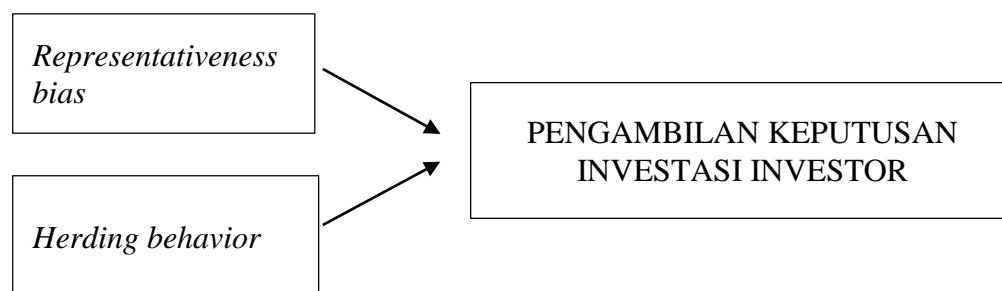 Representativeness
bias
PENGAMBILAN KEPUTUSAN
INVESTASI INVESTOR
Herding behavior